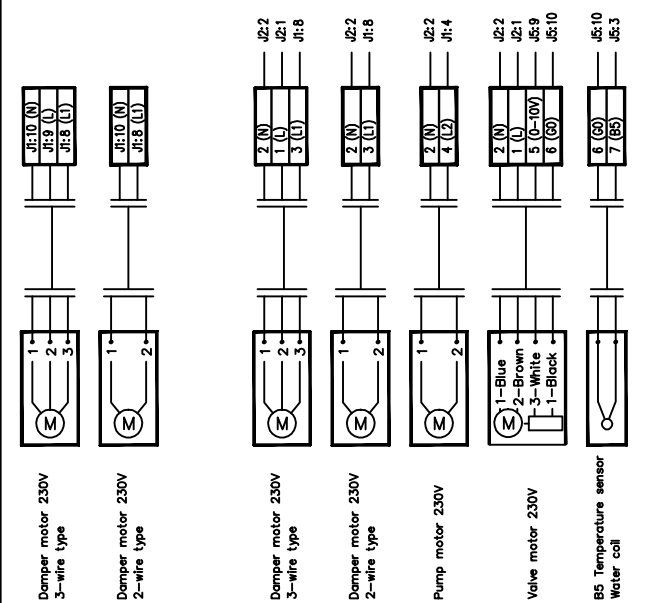 Damper motor 230V
3-wire type
M
1
2
3
J1:10 (N)
J1:9 (L)
J1:8 (L1)
Damper motor 230V
2-wire type
M
1
2
J1:10 (N)
J1:8 (L1)
Damper motor 230V
3-wire type
M
1
2
3
2 (N)
1 (L)
3 (L1)
J2:2
J2:1
J1:8
Damper motor 230V
2-wire type
M
1
2
2 (N)
3 (L1)
J2:2
J1:8
Pump motor 230V
M
1
2
2 (N)
4 (L2)
J2:2
J1:4
Valve motor 230V
M
1-Blue
2-Brown
3-White
1-Black
2 (N)
1 (L)
5 (0-10V)
6 (G0)
J2:2
J2:1
J5:9
J5:10
B5 Temperature sensor
Water coil
6 (G0)
7 (B5)
J5:10
J5:3